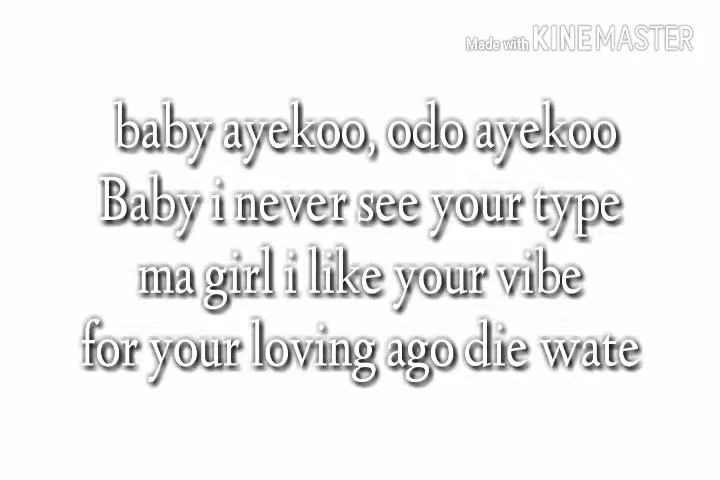 Made with KINEMASTER
baby ayekoo, odo ayekoo
Baby i never see your type
ma girl i like your vibe
for your loving ago die wate